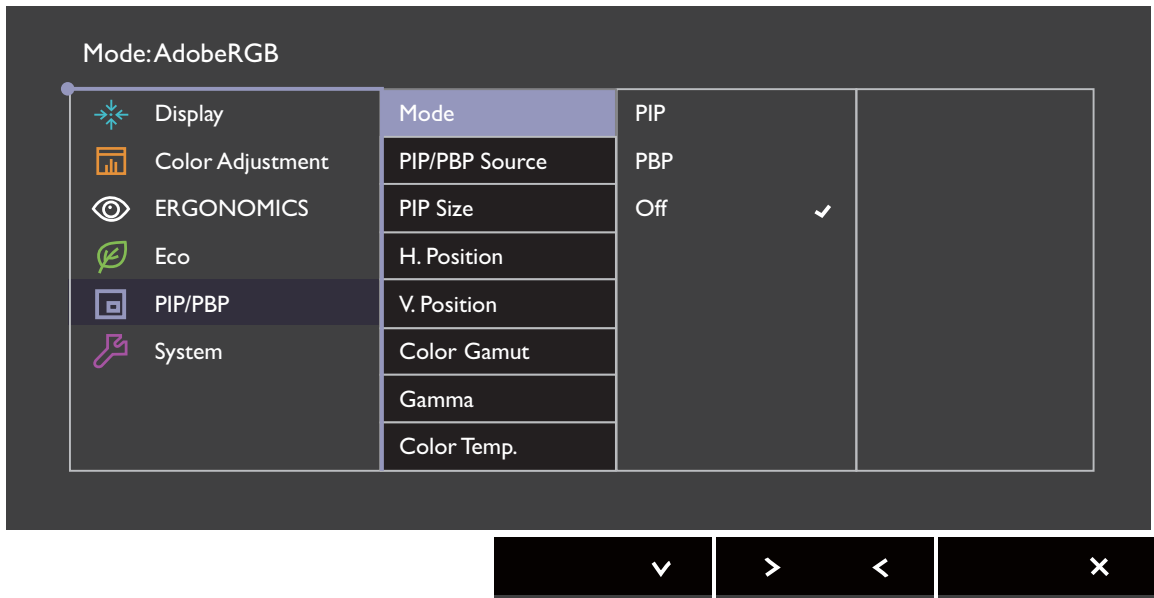 Mode: AdobeRGB
Display
Color Adjustment
ERGONOMICS
Eco
PIP/PBP
System
Mode
PIP/PBP Source
PIP Size
H. Position
V. Position
Color Gamut
Gamma
Color Temp.
PIP
PBP
Off